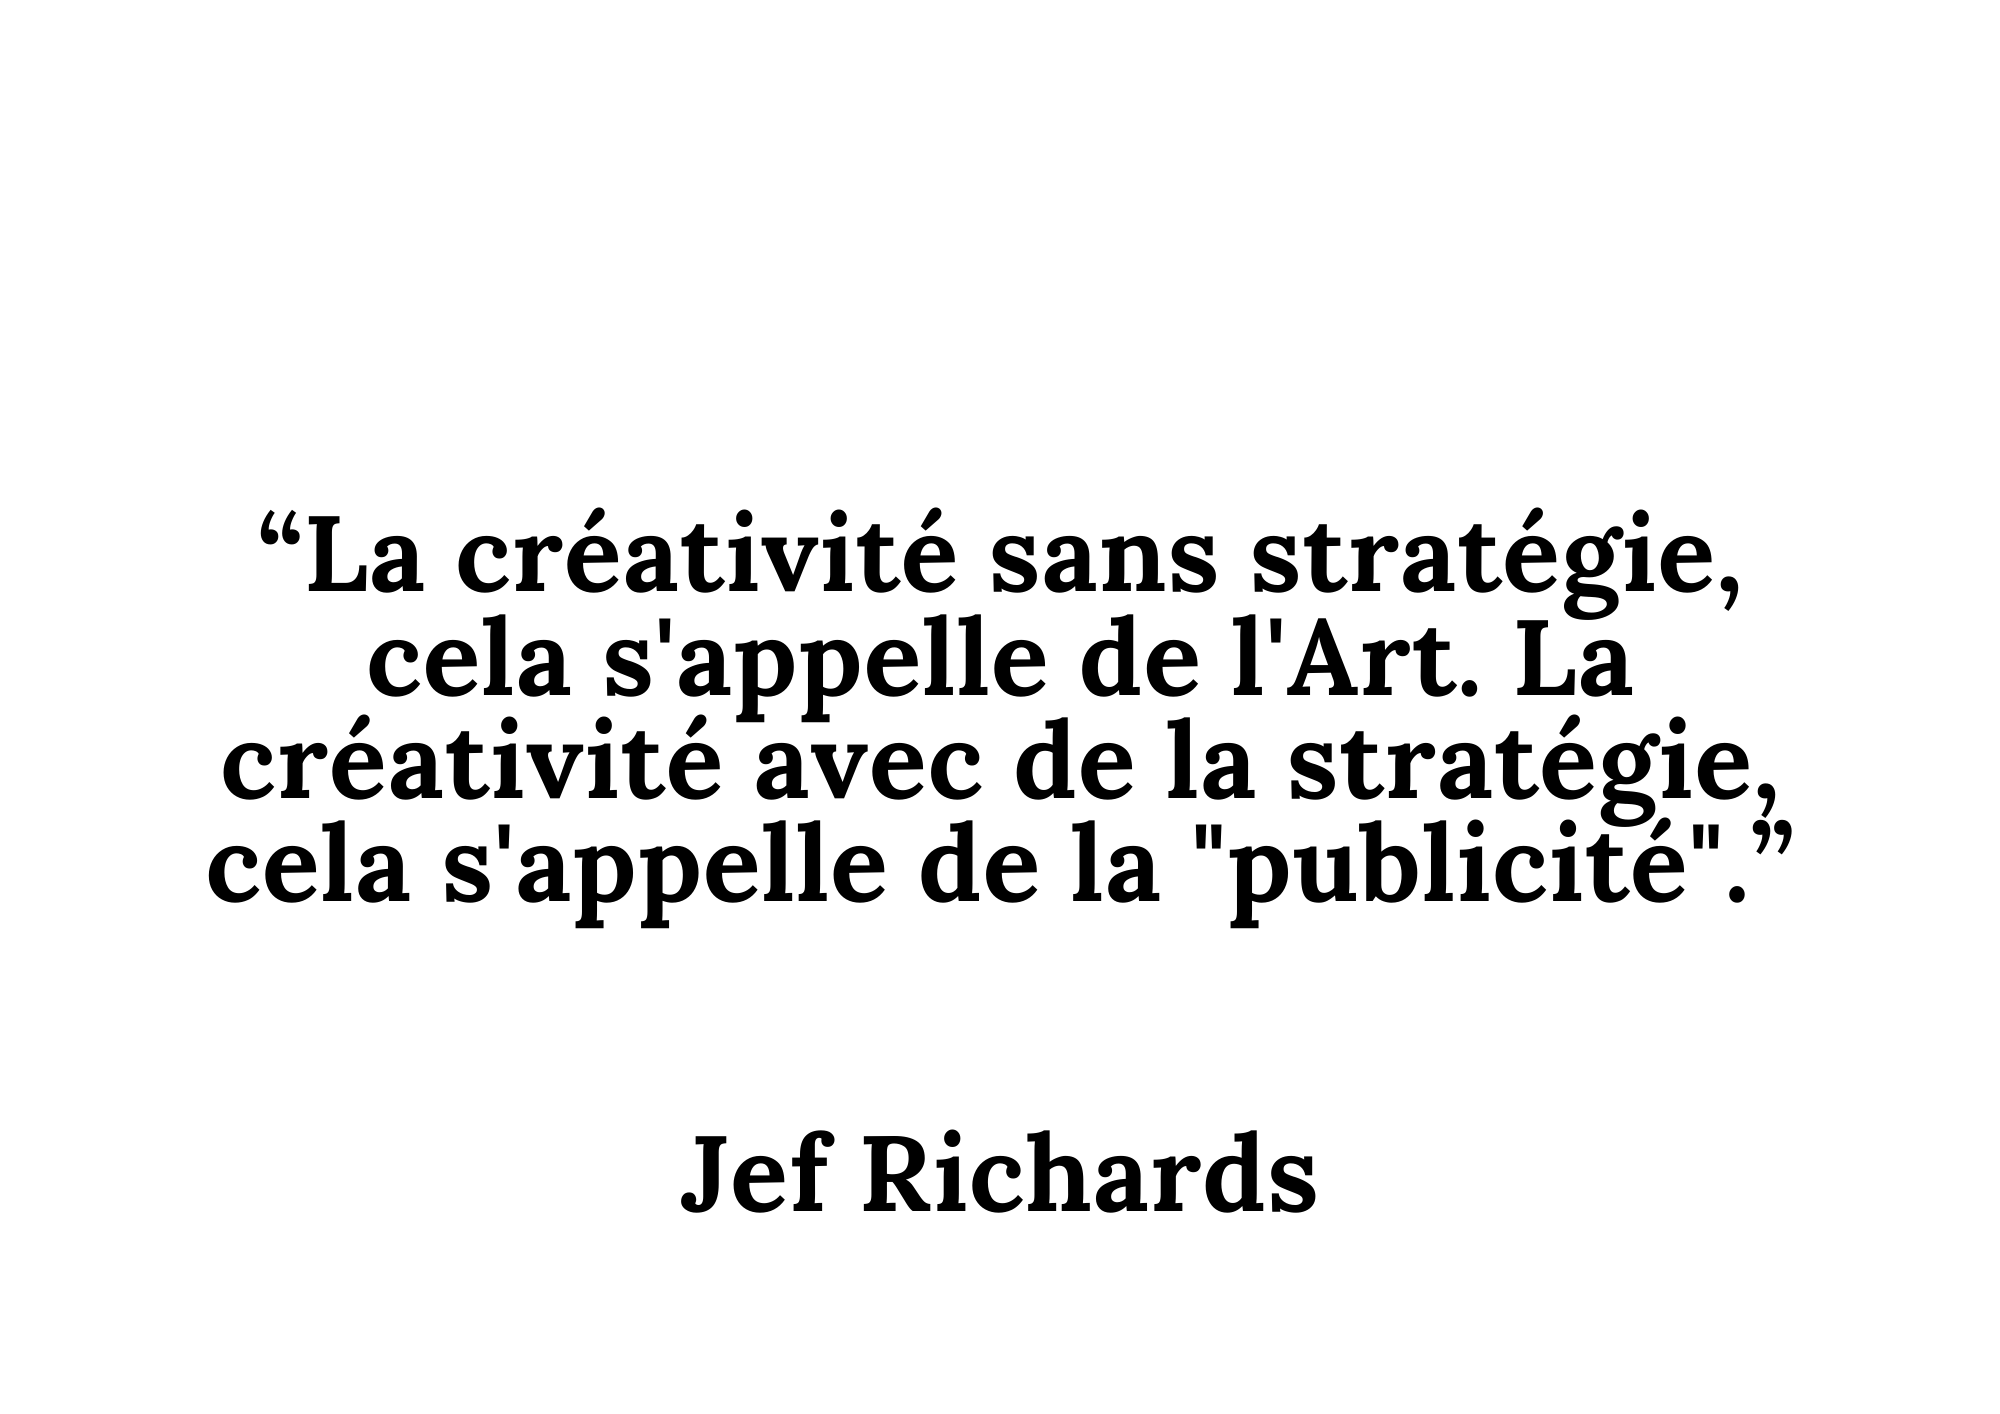 “La créativité sans stratégie,
cela s'appelle de l'Art. La
créativité avec de la stratégie,
cela s'appelle de la "publicité".”
Jef Richards